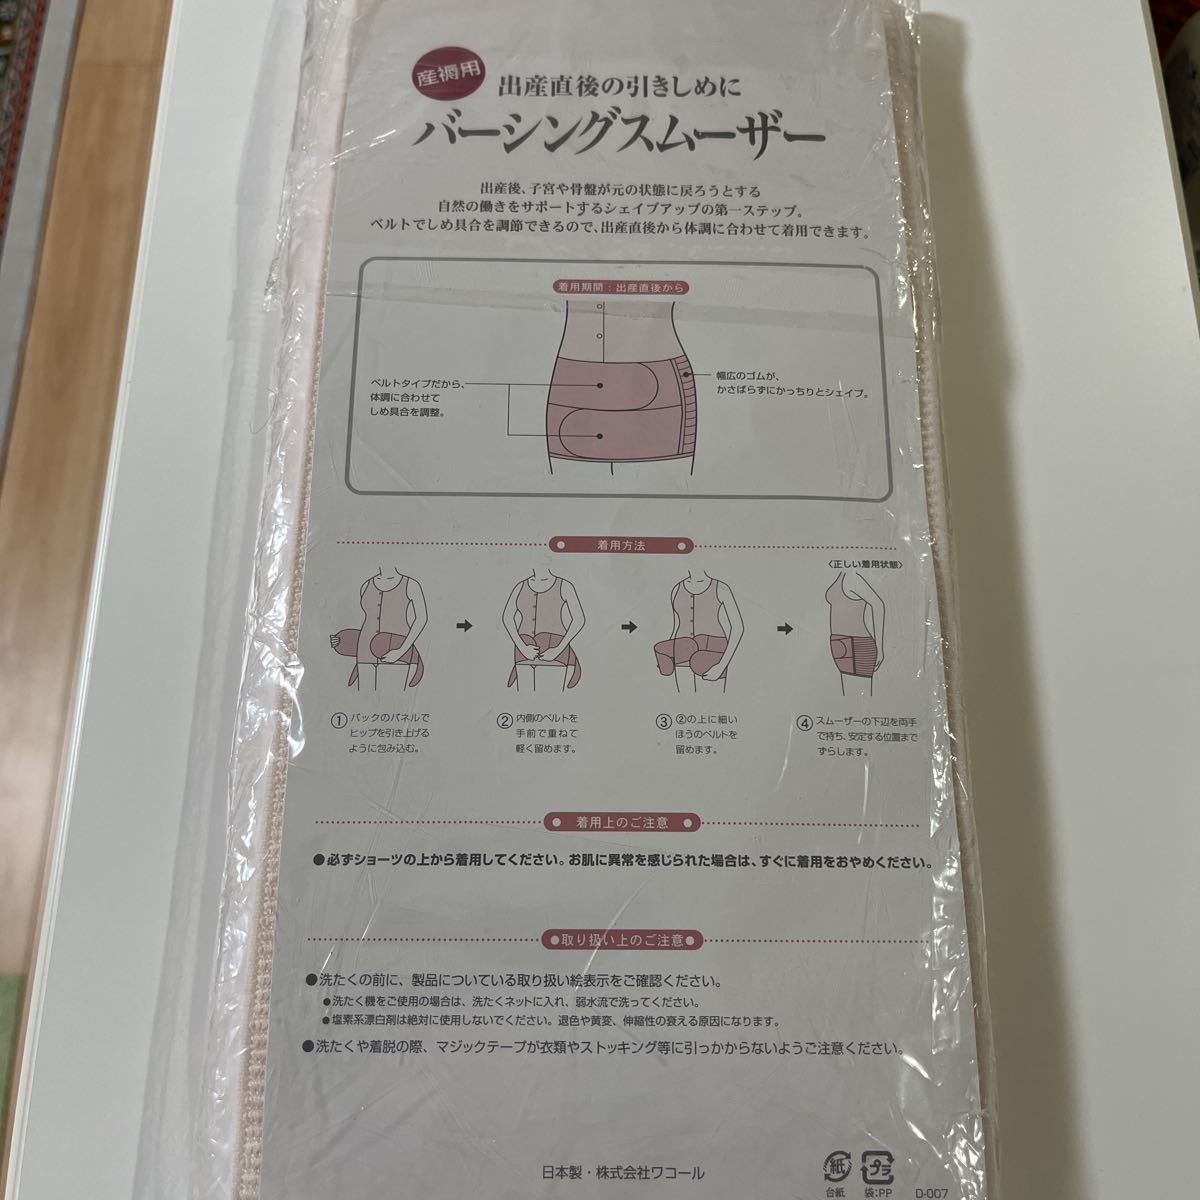 産褥用
出産直後の引きしめに
バーシングスムーザー
出産後、子宮や骨盤が元の状態に戻ろうとする
自然の働きをサポートするシェイプアップの第一ステップ。
ベルトでしめ具合を調節できるので、出産直後から体調に合わせて着用できます。
着用期間：出産直後から
ベルトタイプだから、
体調に合わせて
しめ具合を調整。
幅広のゴムが、
かさばらずにかっちりとシェイプ。
着用方法
〈正しい着用状態〉
①バックのパネルで
ヒップを引き上げる
ように包み込む。
②内側のベルトを
手前で重ねて
軽く留めます。
③②の上に細い
ほうのベルトを
留めます。
④スムーザーの下辺を両手
で持ち、安定する位置まで
ずらします。
着用上のご注意
●必ずショーツの上から着用してください。お肌に異常を感じられた場合は、すぐに着用をおやめください。
取り扱い上のご注意
●洗たくの前に、製品についている取り扱い絵表示をご確認ください。
●洗たく機をご使用の場合は、洗たくネットに入れ、弱水流で洗ってください。
●塩素系漂白剤は絶対に使用しないでください。退色や黄変、伸縮性の衰える原因になります。
●洗たくや着脱の際、マジックテープが衣類やストッキング等に引っかからないようご注意ください。
日本製・株式会社ワコール
紙
台紙
プラ
袋:PP
D-007